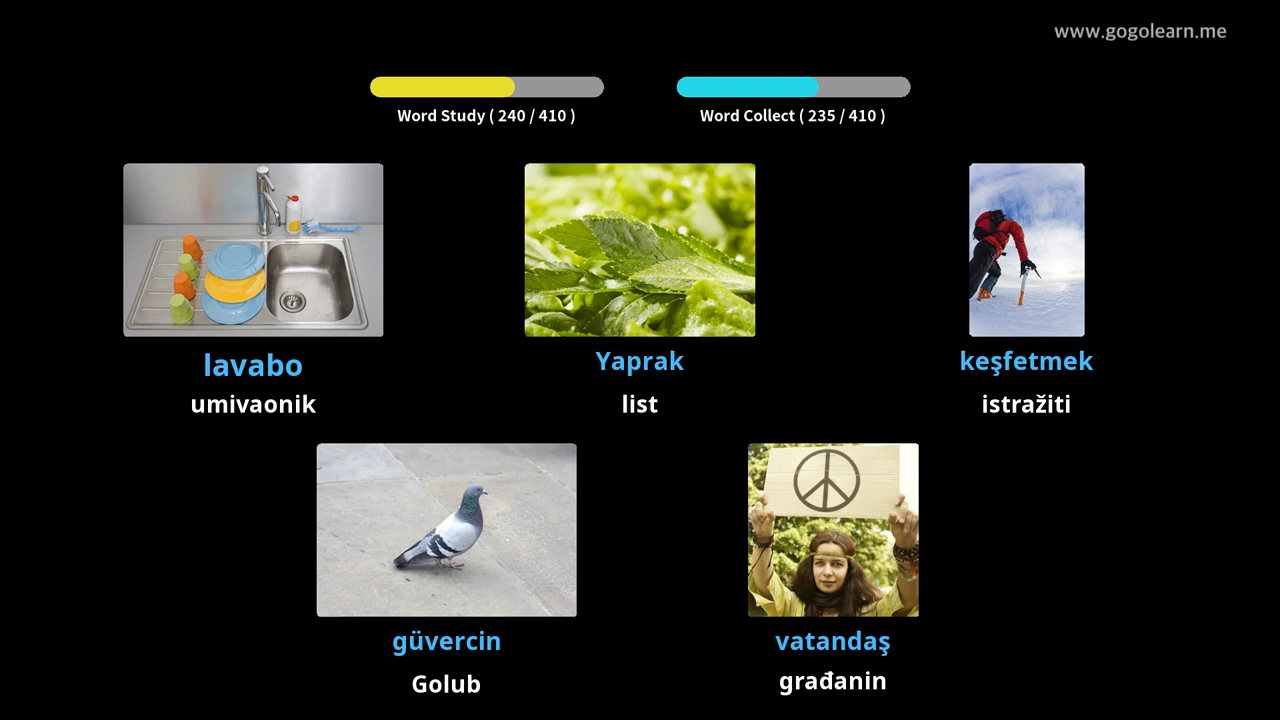 www.gogolearn.me
Word Study ( 240 / 410 )
Word Collect ( 235 / 410 )
lavabo
umivaonik
Yaprak
list
keşfetmek
istražiti
güvercin
Golub
vatandaş
građanin